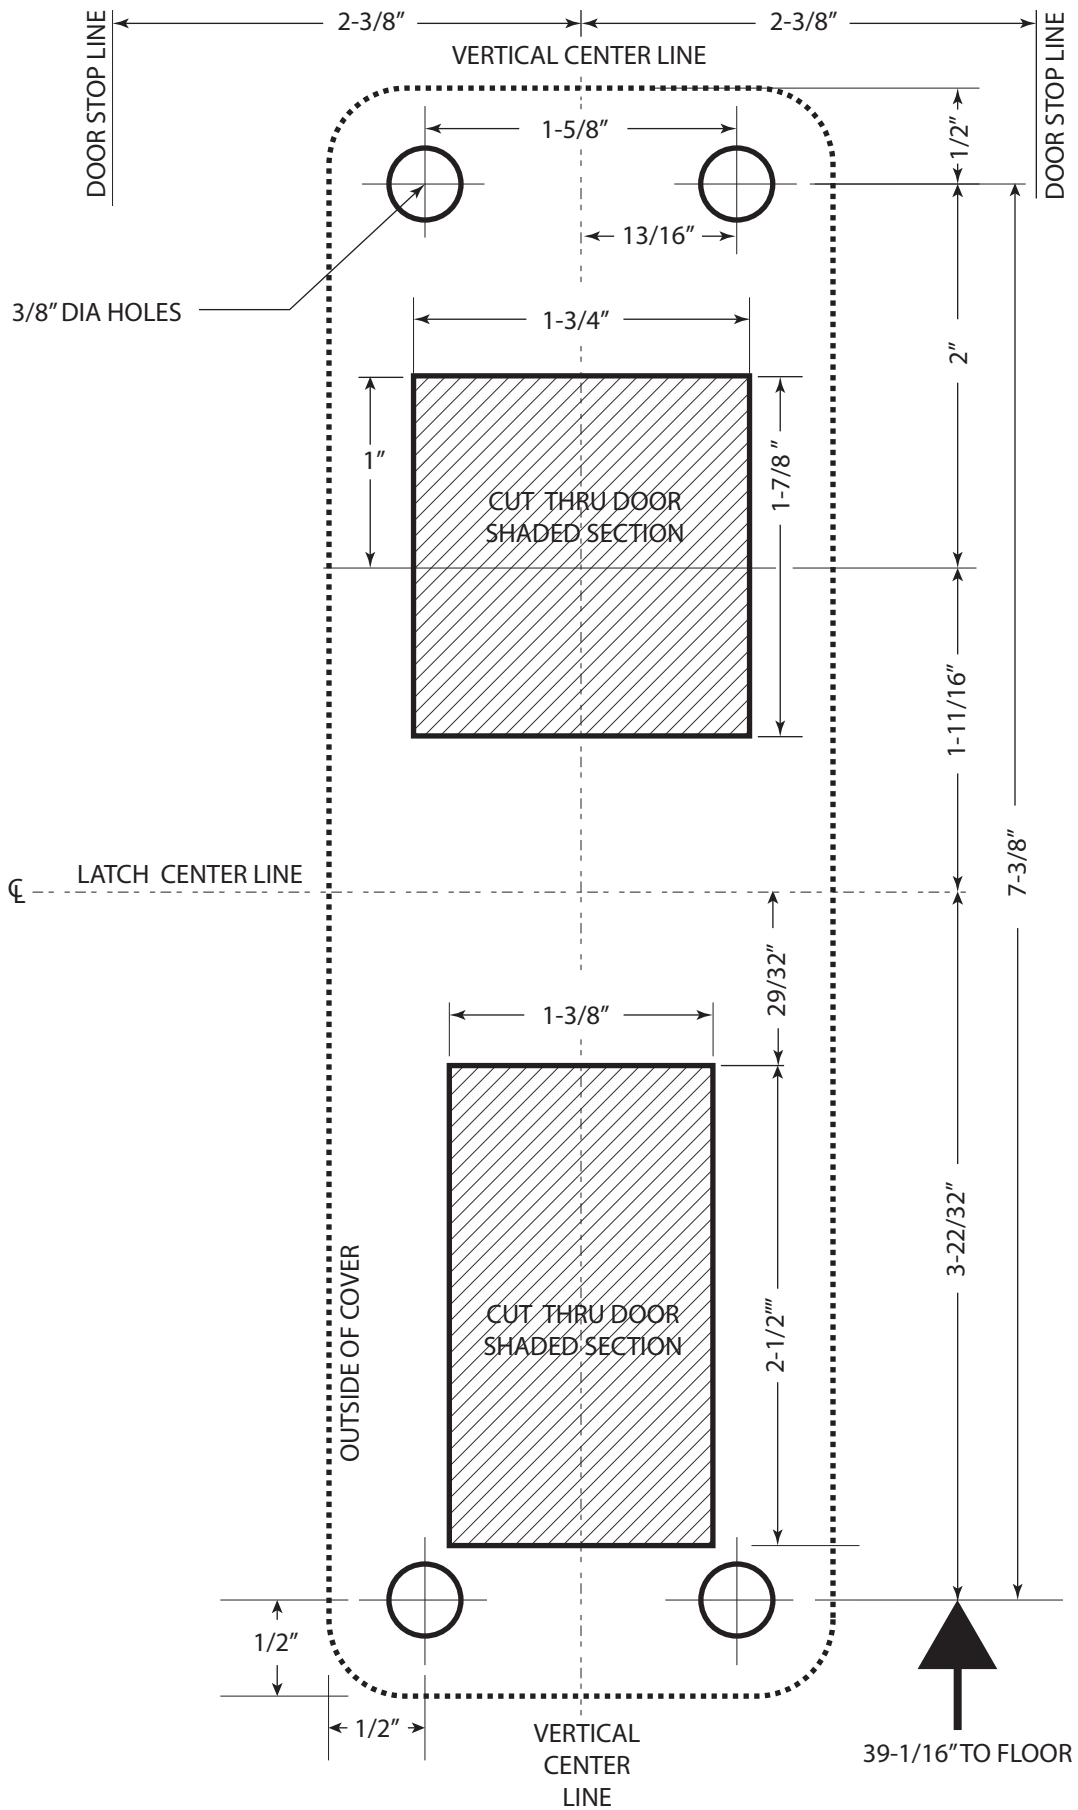 2-3/8”
2-3/8”
DOOR STOP LINE
VERTICAL CENTER LINE
DOOR STOP LINE
1-5/8”
1/2”
13/16”
3/8” DIA HOLES
1-3/4”
2”
1”
1-7/8 ”
CUT THRU DOOR
SHADED SECTION
1-11/16”
LATCH CENTER LINE
℄
7-3/8”
29/32”
1-3/8”
3-22/32”
OUTSIDE OF COVER
CUT THRU DOOR
SHADED SECTION
2-1/2””
1/2”
1/2”
VERTICAL
CENTER
LINE
39-1/16” TO FLOOR